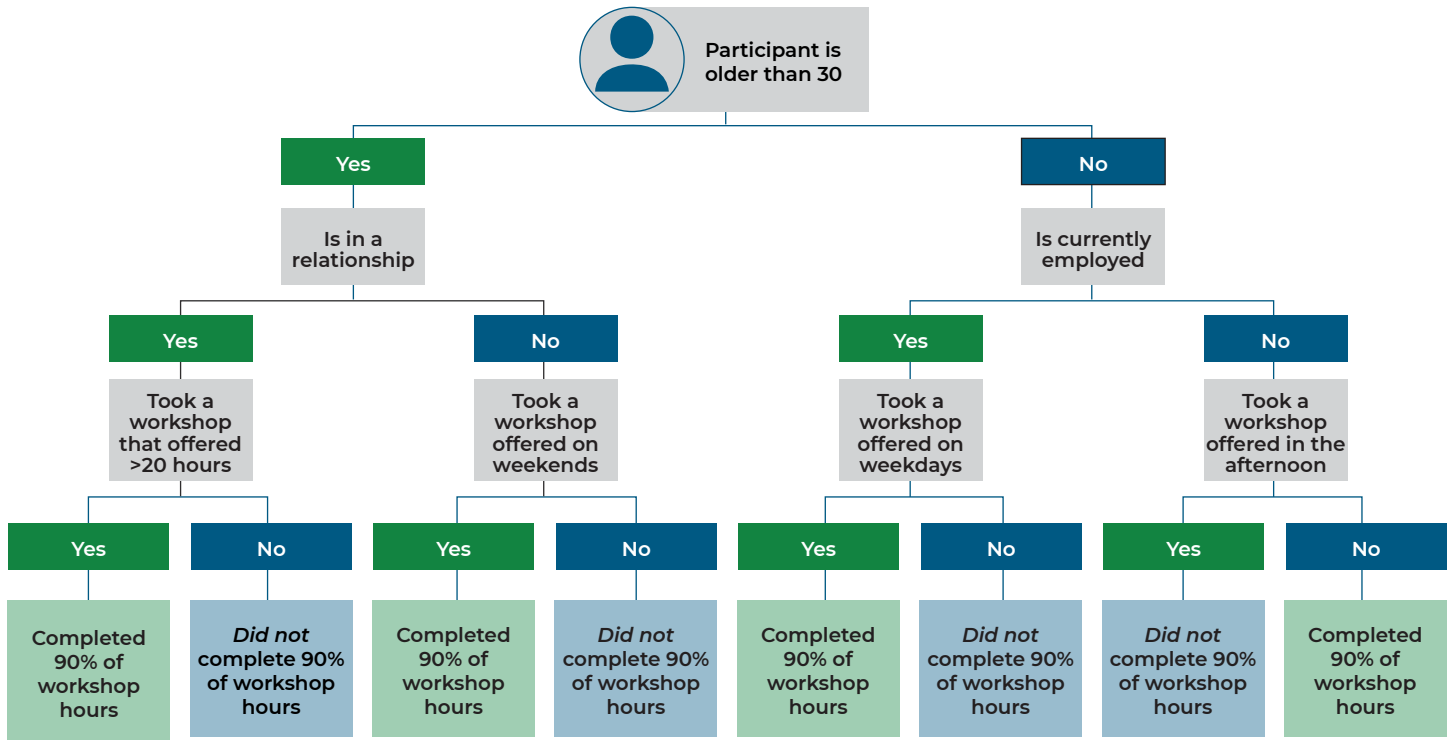 Participant is
older than 30
Yes
No
Is in a
relationship
Is currently
employed
Yes
No
Yes
No
Took a
workshop
that offered
>20 hours
Took a
workshop
offered on
weekends
Took a
workshop
offered on
weekdays
Took a
workshop
offered in the
afternoon
Yes
No
Yes
No
Yes
No
Yes
No
Completed
90% of
workshop
hours
Did not
complete 90%
of workshop
hours
Completed
90% of
workshop
hours
Did not
complete 90%
of workshop
hours
Completed
90% of
workshop
hours
Did not
complete 90%
of workshop
hours
Did not
complete 90%
of workshop
hours
Completed
90% of
workshop
hours